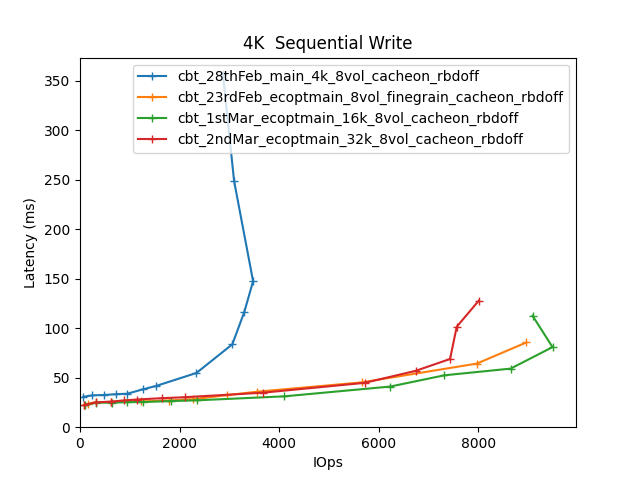 4K  Sequential Write
cbt_28thFeb_main_4k_8vol_cacheon_rbdoff
cbt_23rdFeb_ecoptmain_8vol_finegrain_cacheon_rbdoff
cbt_1stMar_ecoptmain_16k_8vol_cacheon_rbdoff
cbt_2ndMar_ecoptmain_32k_8vol_cacheon_rbdoff
Latency (ms)
350
300
250
200
150
100
50
0
0 2000 4000 6000 8000
IOps